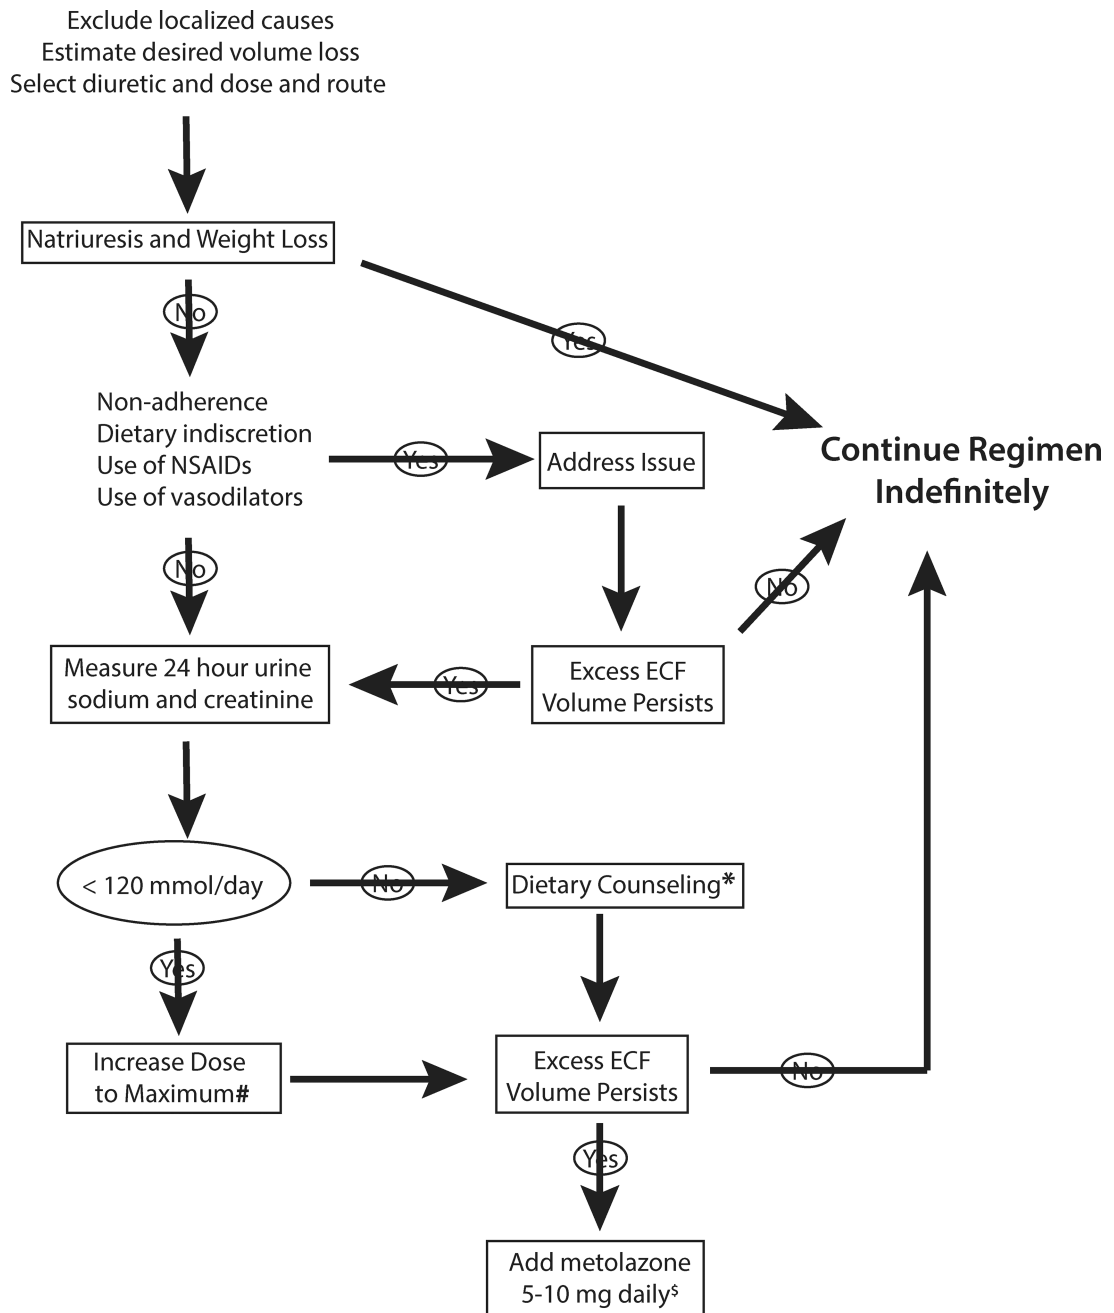 Exclude localized causes
Estimate desired volume loss
Select diuretic and dose and route
Natriuresis and Weight Loss
No
Yes
Non-adherence
Dietary indiscretion
Use of NSAIDs
Use of vasodilators
Yes
Address Issue
Continue Regimen
Indefinitely
No
No
Measure 24 hour urine
sodium and creatinine
Yes
Excess ECF
Volume Persists
< 120 mmol/day
No
Dietary Counseling*
Yes
Increase Dose
to Maximum#
Excess ECF
Volume Persists
No
Yes
Add metolazone
5-10 mg daily$